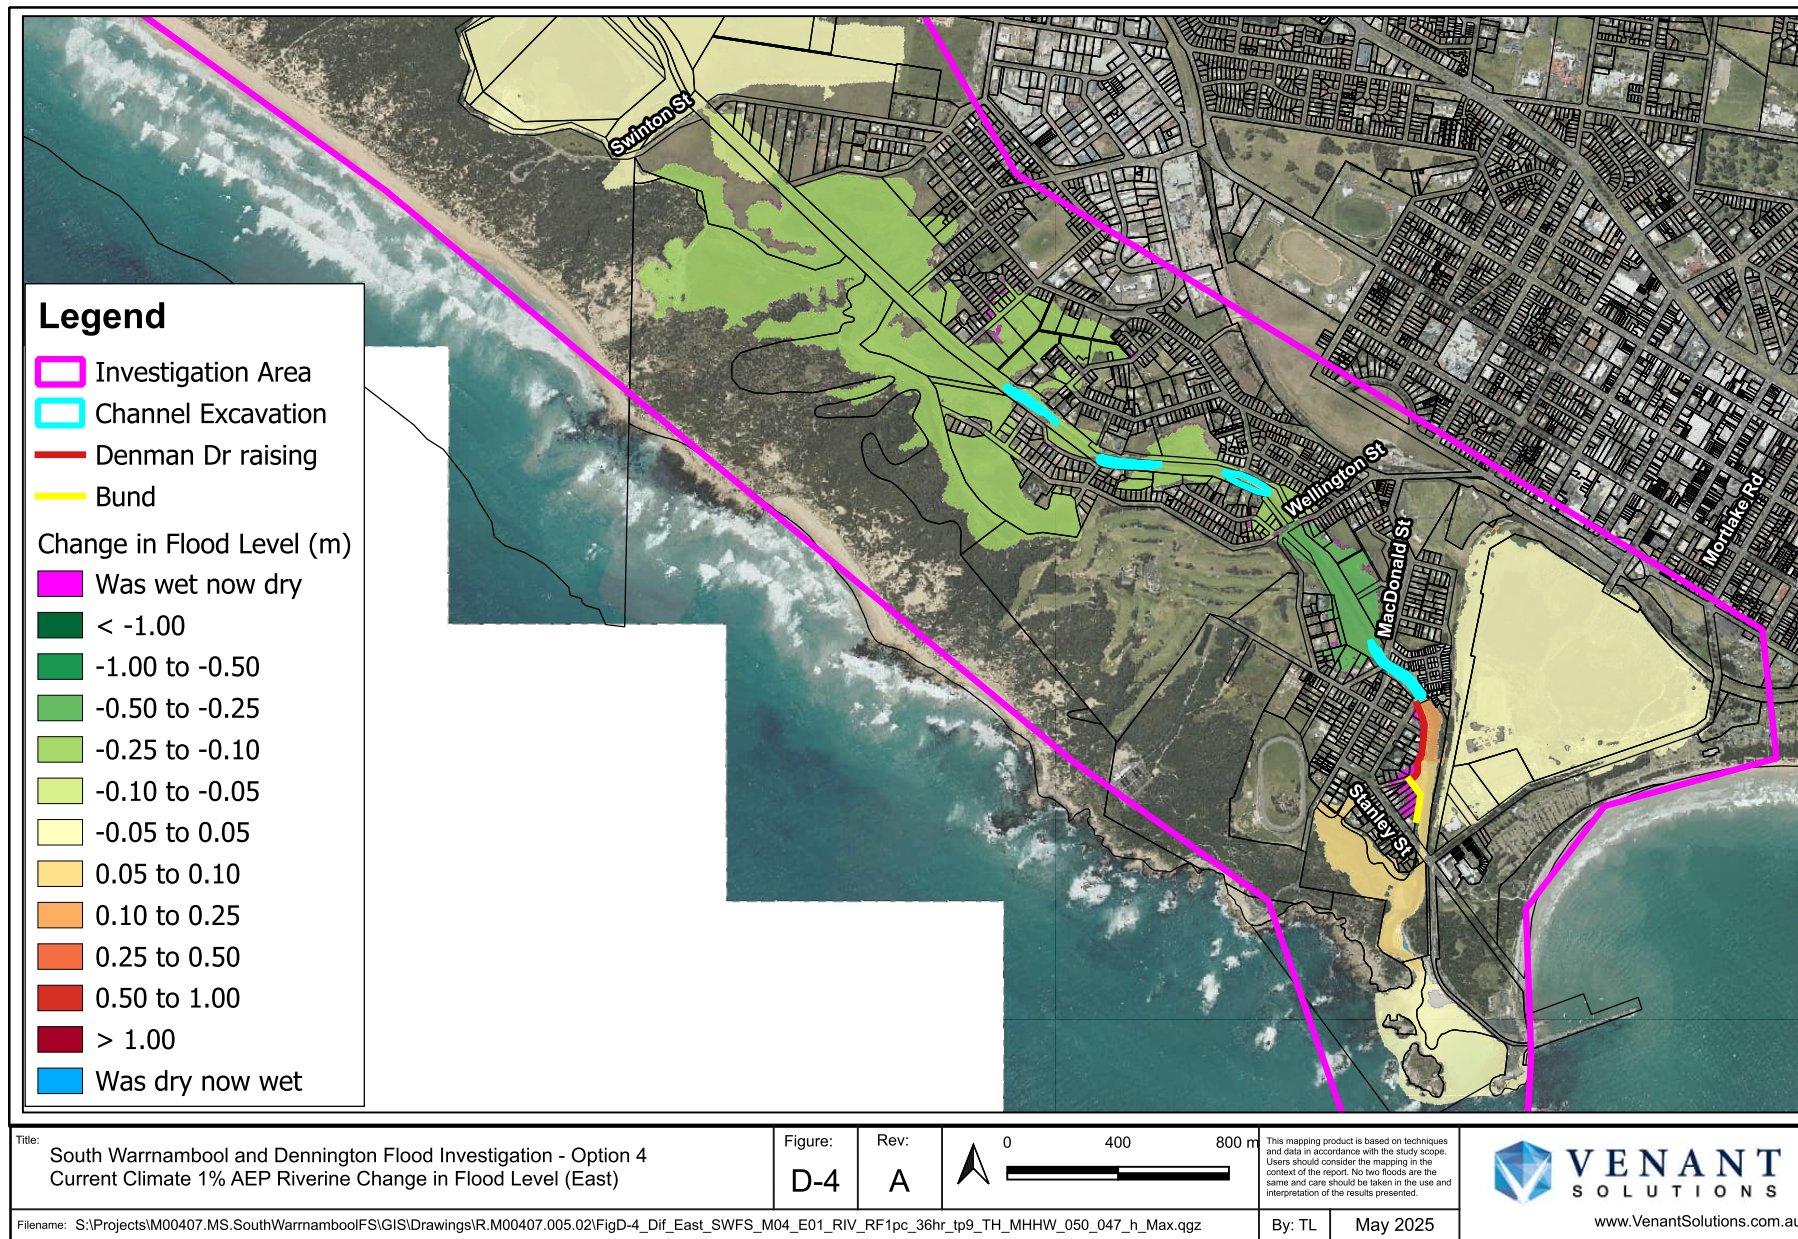 Swinton St
Wellington St
MacDonald St
Mortlake Rd
Stanley St
Legend
Investigation Area
Channel Excavation
Denman Dr raising
Bund
Change in Flood Level (m)
Was wet now dry
< -1.00
-1.00 to -0.50
-0.50 to -0.25
-0.25 to -0.10
-0.10 to -0.05
-0.05 to 0.05
0.05 to 0.10
0.10 to 0.25
0.25 to 0.50
0.50 to 1.00
> 1.00
Was dry now wet
Title:
South Warrnambool and Dennington Flood Investigation - Option 4
Current Climate 1% AEP Riverine Change in Flood Level (East)
Figure:
D-4
Rev:
A
0 400 800 m
This mapping product is based on techniques
and data in accordance with the study scope.
Users should consider the mapping in the
context of the report. No two floods are the
same and care should be taken in the use and
interpretation of the results presented.
VENANT
SOLUTIONS
www.VenantSolutions.com.au
Filename: S:\Projects\M00407.MS.SouthWarrnamboolFS\GIS\Drawings\R.M00407.005.02\FigD-4_Dif_East_SWFS_M04_E01_RIV_RF1pc_36hr_tp9_TH_MHHW_050_047_h_Max.qgz
By: TL
May 2025